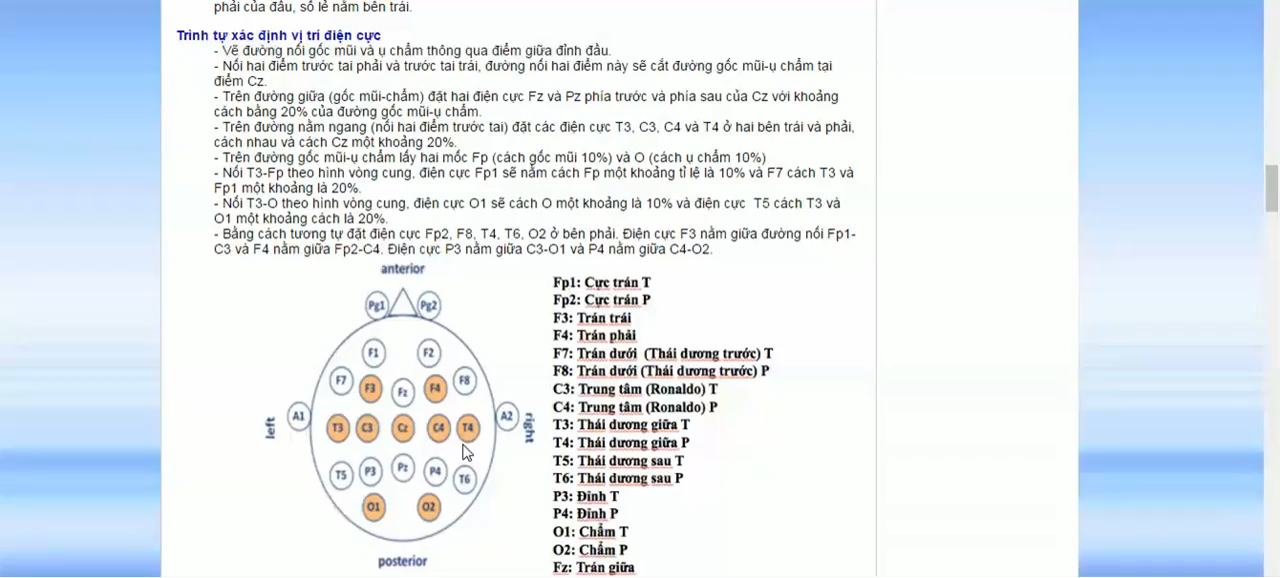 phải của đầu, số lẻ nằm bên trái.
Trình tự xác định vị trí điện cực
- Vẽ đường nối gốc mũi và ụ chẩm thông qua điểm giữa đỉnh đầu.
- Nối hai điểm trước tai phải và trước tai trái, đường nối hai điểm này sẽ cắt đường gốc mũi-ụ chẩm tại
điểm Cz.
- Trên đường giữa (gốc mũi-chẩm) đặt hai điện cực Fz và Pz phía trước và phía sau của Cz với khoảng
cách bằng 20% của đường gốc mũi-ụ chẩm.
- Trên đường nằm ngang (nối hai điểm trước tai) đặt các điện cực T3, C3, C4 và T4 ở hai bên trái và phải,
cách nhau và cách Cz một khoảng 20%.
- Trên đường gốc mũi-ụ chẩm lấy hai mốc Fp (cách gốc mũi 10%) và O (cách ụ chẩm 10%)
- Nối T3-Fp theo hình vòng cung, điện cực Fp1 sẽ nằm cách Fp một khoảng tỉ lệ là 10% và F7 cách T3 và
Fp1 một khoảng là 20%.
- Nối T3-O theo hình vòng cung, điện cực O1 sẽ cách O một khoảng là 10% và điện cực T5 cách T3 và
O1 một khoảng cách là 20%.
- Bằng cách tương tự đặt điện cực Fp2, F8, T4, T6, O2 ở bên phải. Điện cực F3 nằm giữa đường nối Fp1-
C3 và F4 nằm giữa Fp2-C4. Điện cực P3 nằm giữa C3-O1 và P4 nằm giữa C4-O2.
anterior
Pg1 Pg2
F1 F2
F7 F3 Fz F4 F8
left A1 T3 C3 Cz C4 T4 A2 right
T5 P3 Pz P4 T6
O1 O2
posterior
Fp1: Cực trán T
Fp2: Cực trán P
F3: Trán trái
F4: Trán phải
F7: Trán dưới (Thái dương trước) T
F8: Trán dưới (Thái dương trước) P
C3: Trung tâm (Ronaldo) T
C4: Trung tâm (Ronaldo) P
T3: Thái dương giữa T
T4: Thái dương giữa P
T5: Thái dương sau T
T6: Thái dương sau P
P3: Đỉnh T
P4: Đỉnh P
O1: Chẩm T
O2: Chẩm P
Fz: Trán giữa